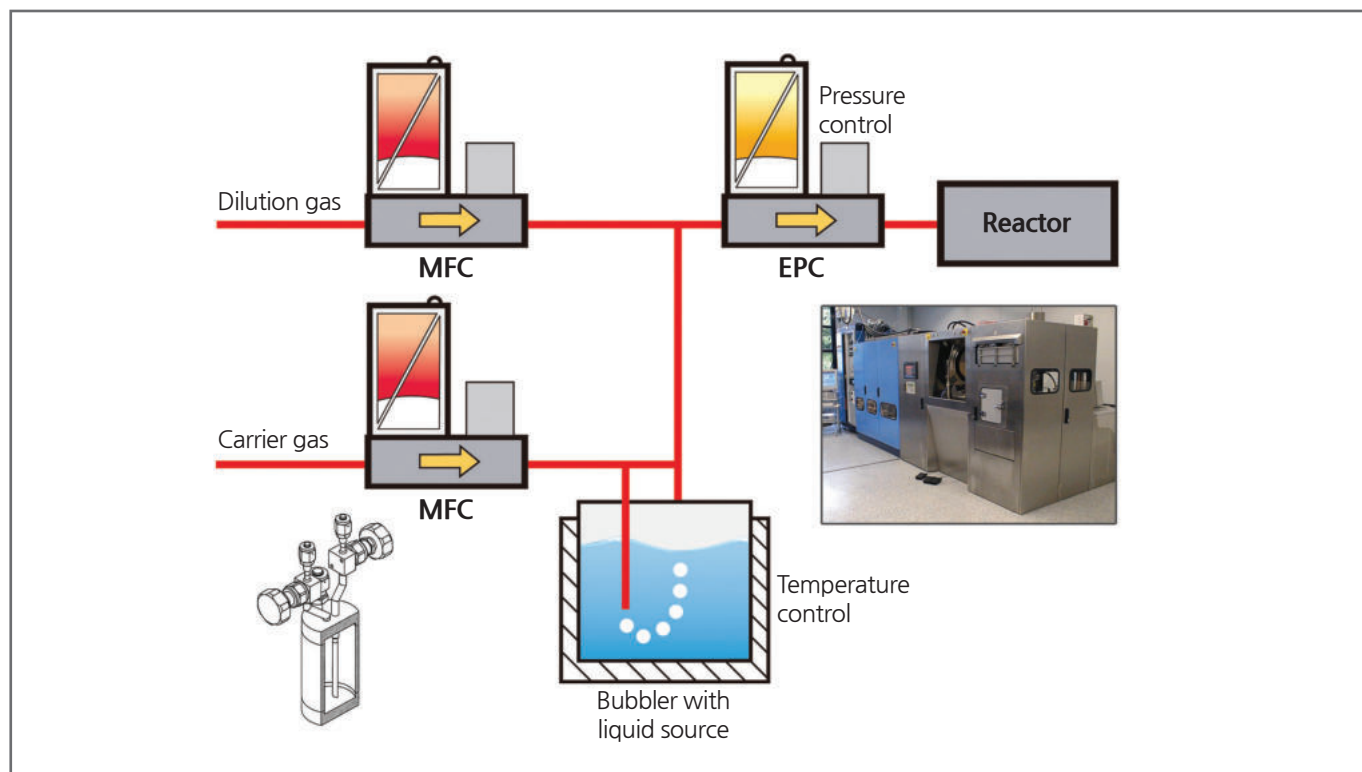 Pressure
control
Dilution gas
Reactor
MFC
EPC
Carrier gas
MFC
Temperature
control
Bubbler with
liquid source